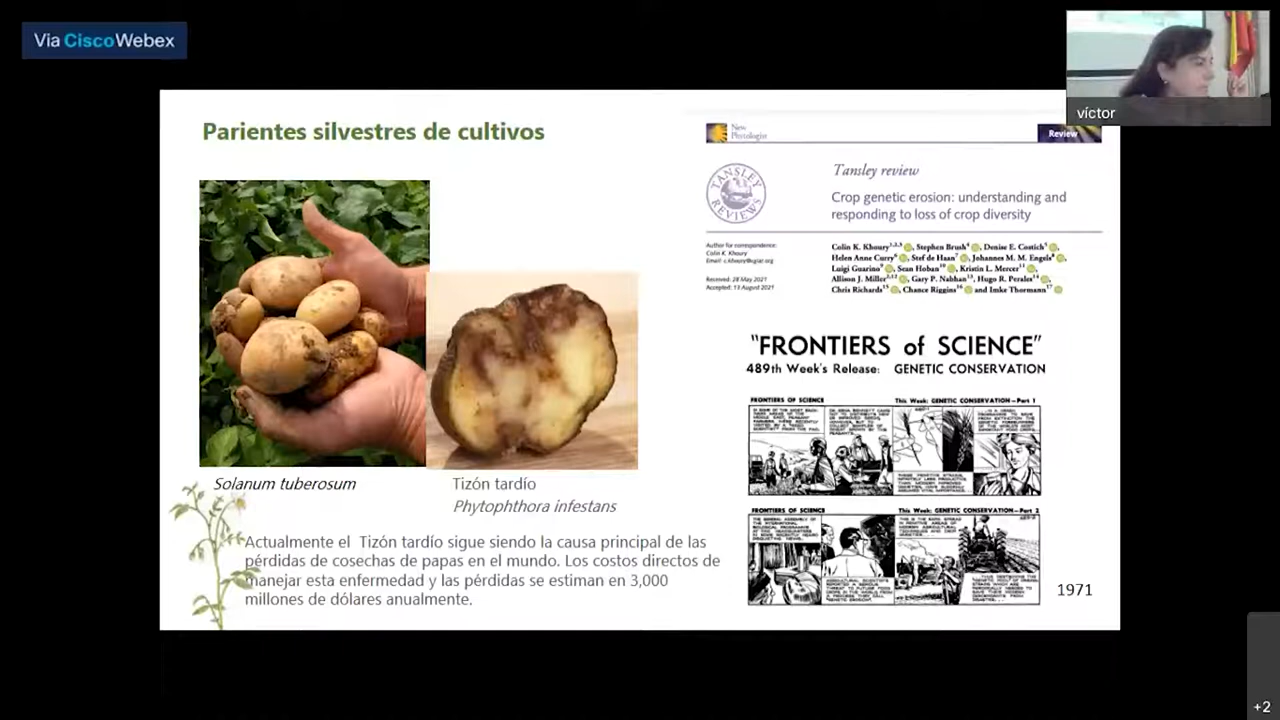 Via CiscoWebex
víctor
Parientes silvestres de cultivos
Solanum tuberosum
Tizón tardío
Phytophthora infestans
Actualmente el Tizón tardío sigue siendo la causa principal de las
pérdidas de cosechas de papas en el mundo. Los costos directos de
manejar esta enfermedad y las pérdidas se estiman en 3,000
millones de dólares anualmente.
New
Phytologist
Review
TANSLEY
REVIEWS
Tansley review
Crop genetic erosion: understanding and
responding to loss of crop diversity
Author for correspondence:
Colin K. Khoury
Received: 28 May 2021
Accepted: 13 August 2021
Colin K. Khoury, Stephen Brush, Denise E. Costich,
Helen Anne Curry, Stef de Haan, Johannes M. M. Engels,
Luigi Guarino, Sean Hoban, Kristin L. Mercer,
Allison J. Miller, Gary P. Nabhan, Hugo R. Perales,
Chris Richards, Chance Riggins and Imke Thormann
"FRONTIERS of SCIENCE"
489th Week's Release: GENETIC CONSERVATION
FRONTIERS OF SCIENCE This Week: GENETIC CONSERVATION—Part 1
FRONTIERS OF SCIENCE This Week: GENETIC CONSERVATION—Part 2
1971
+2